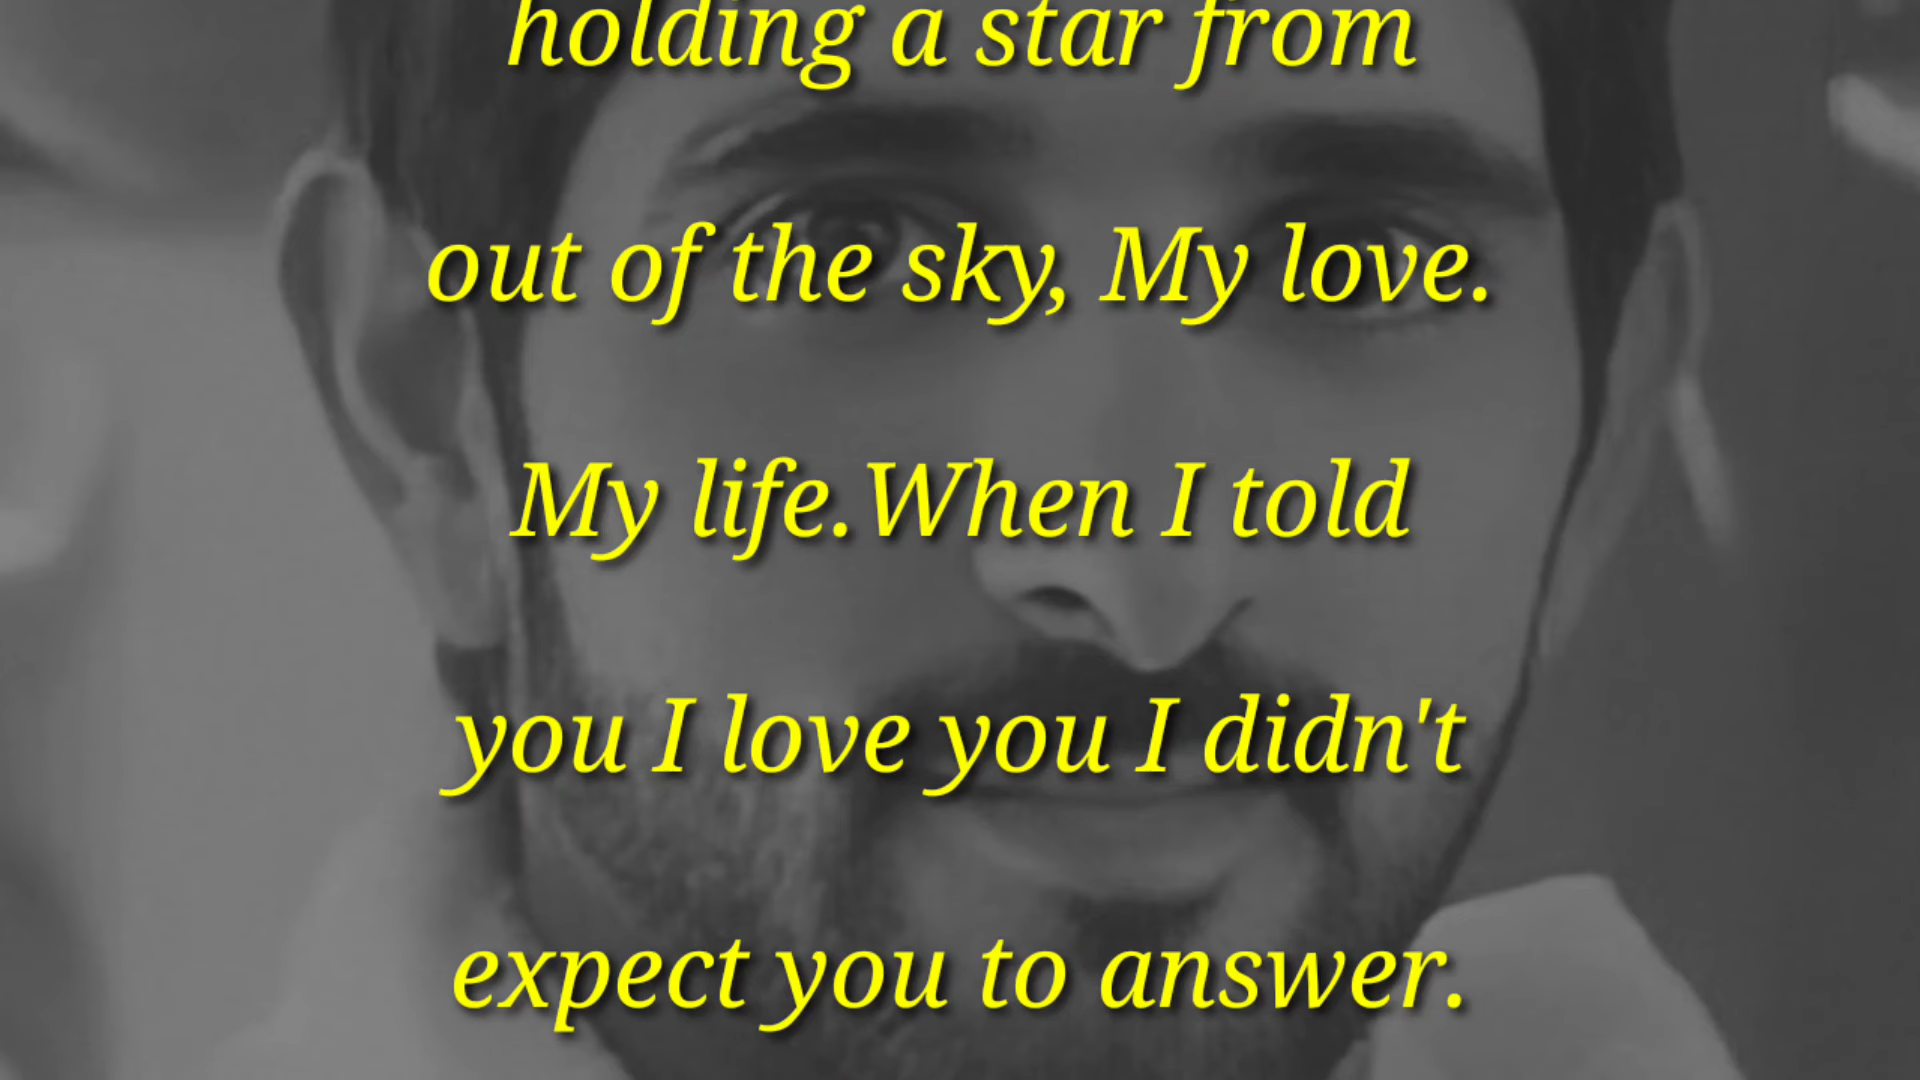 holding a star from
out of the sky, My love.
My life.When I told
you I love you I didn't
expect you to answer.